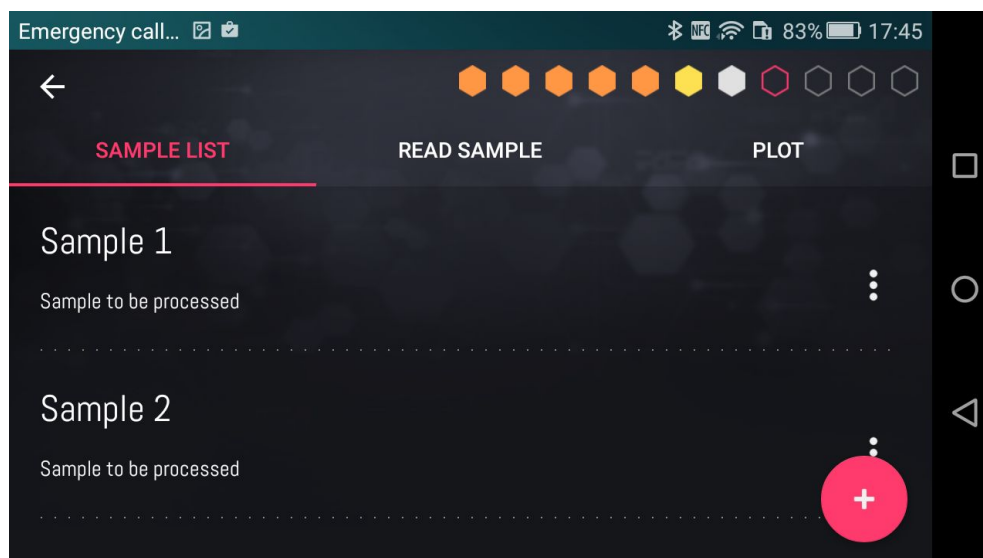 Emergency call... NFC 83% 17:45
SAMPLE LIST READ SAMPLE PLOT
Sample 1
Sample to be processed
Sample 2
Sample to be processed
+